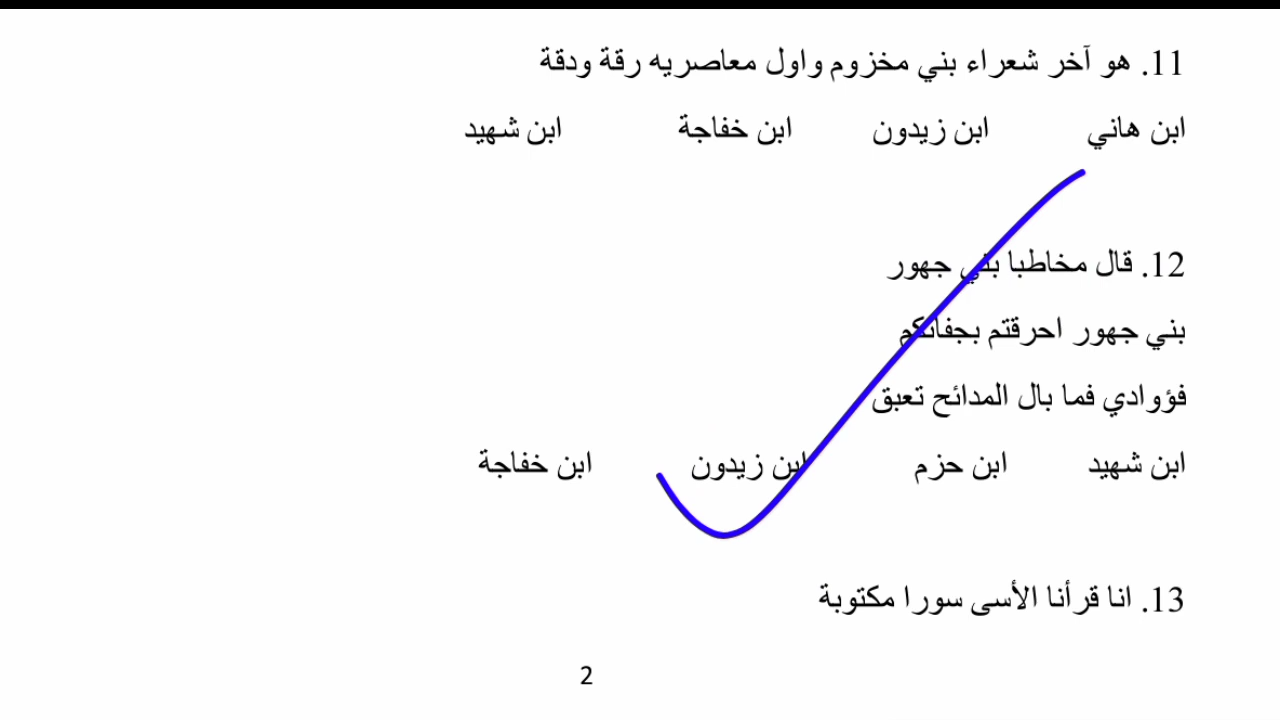 11. هو آخر شعراء بني مخزوم واول معاصريه رقة ودقة
ابن هاني ابن زيدون ابن خفاجة ابن شهيد
12. قال مخاطبا بني جهور
بني جهور احرقتم بجفائكم
فؤوادي فما بال المدائح تعبق
ابن شهيد ابن حزم ابن زيدون ابن خفاجة
13. انا قرأنا الأسى سورا مكتوبة
2